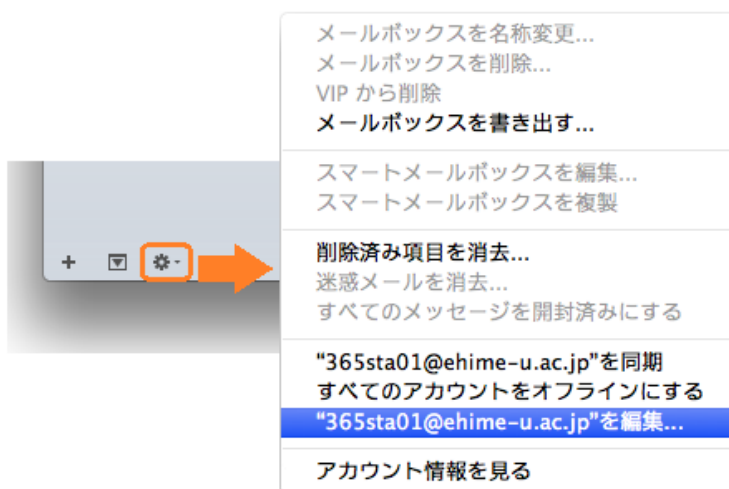 メールボックスを名称変更...
メールボックスを削除...
VIP から削除
メールボックスを書き出す...
スマートメールボックスを編集...
スマートメールボックスを複製
削除済み項目を消去...
迷惑メールを消去...
すべてのメッセージを開封済みにする
“365sta01@ehime-u.ac.jp”を同期
すべてのアカウントをオフラインにする
“365sta01@ehime-u.ac.jp”を編集...
アカウント情報を見る